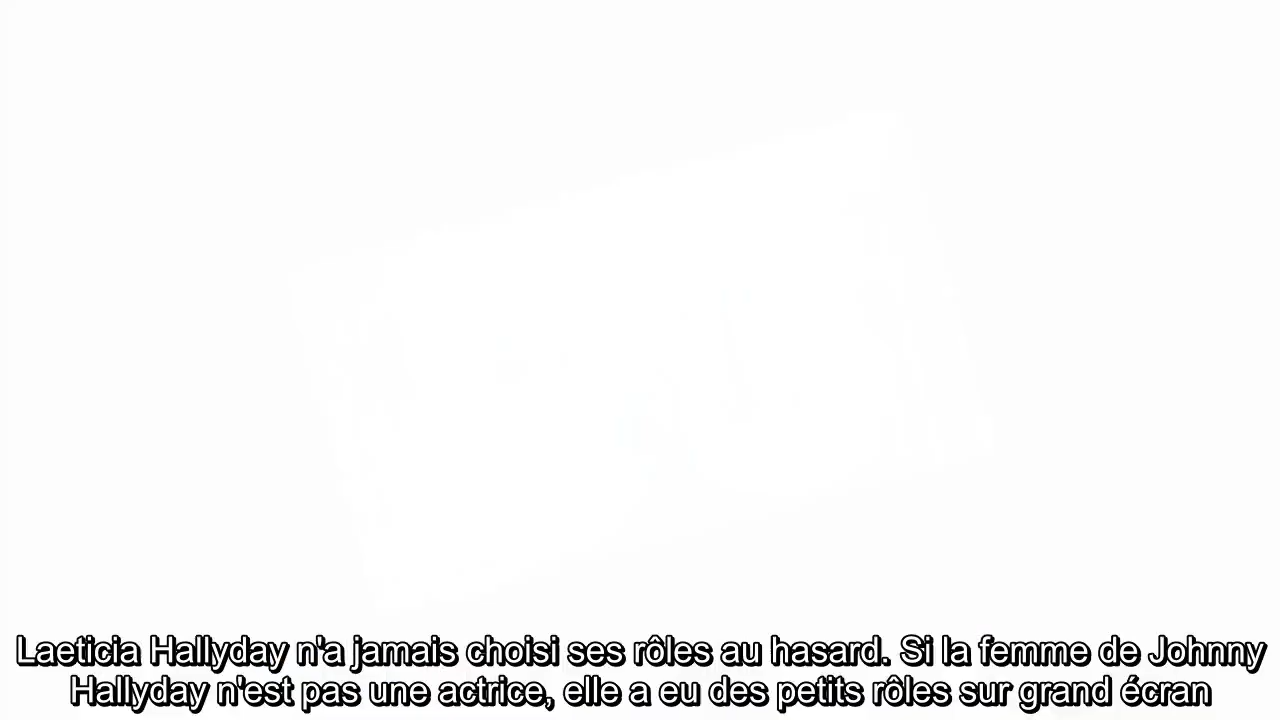 Laeticia Hallyday n'a jamais choisi ses rôles au hasard. Si la femme de Johnny
Hallyday n'est pas une actrice, elle a eu des petits rôles sur grand écran